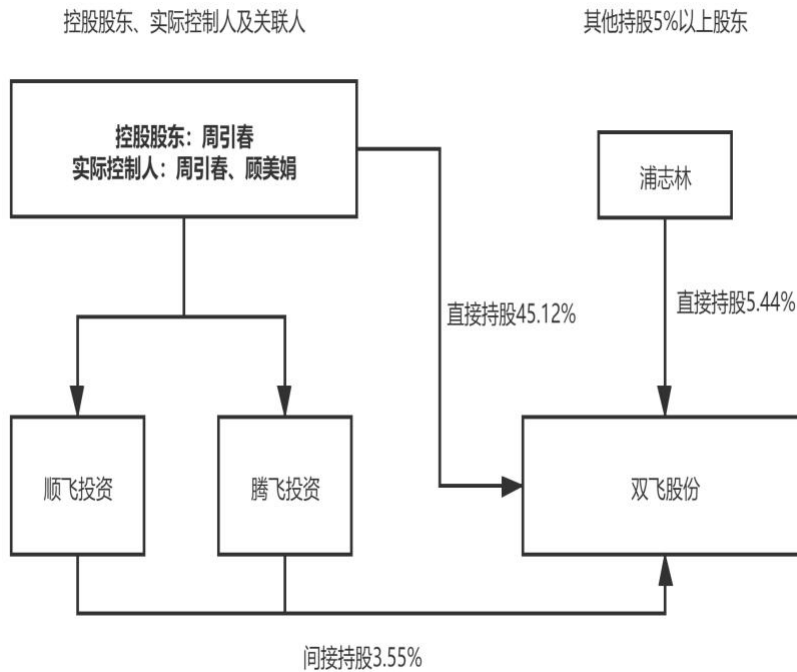 控股股东、实际控制人及关联人
其他持股5%以上股东
控股股东：周引春
实际控制人：周引春、顾美娟
浦志林
直接持股45.12%
直接持股5.44%
顺飞投资
腾飞投资
双飞股份
间接持股3.55%